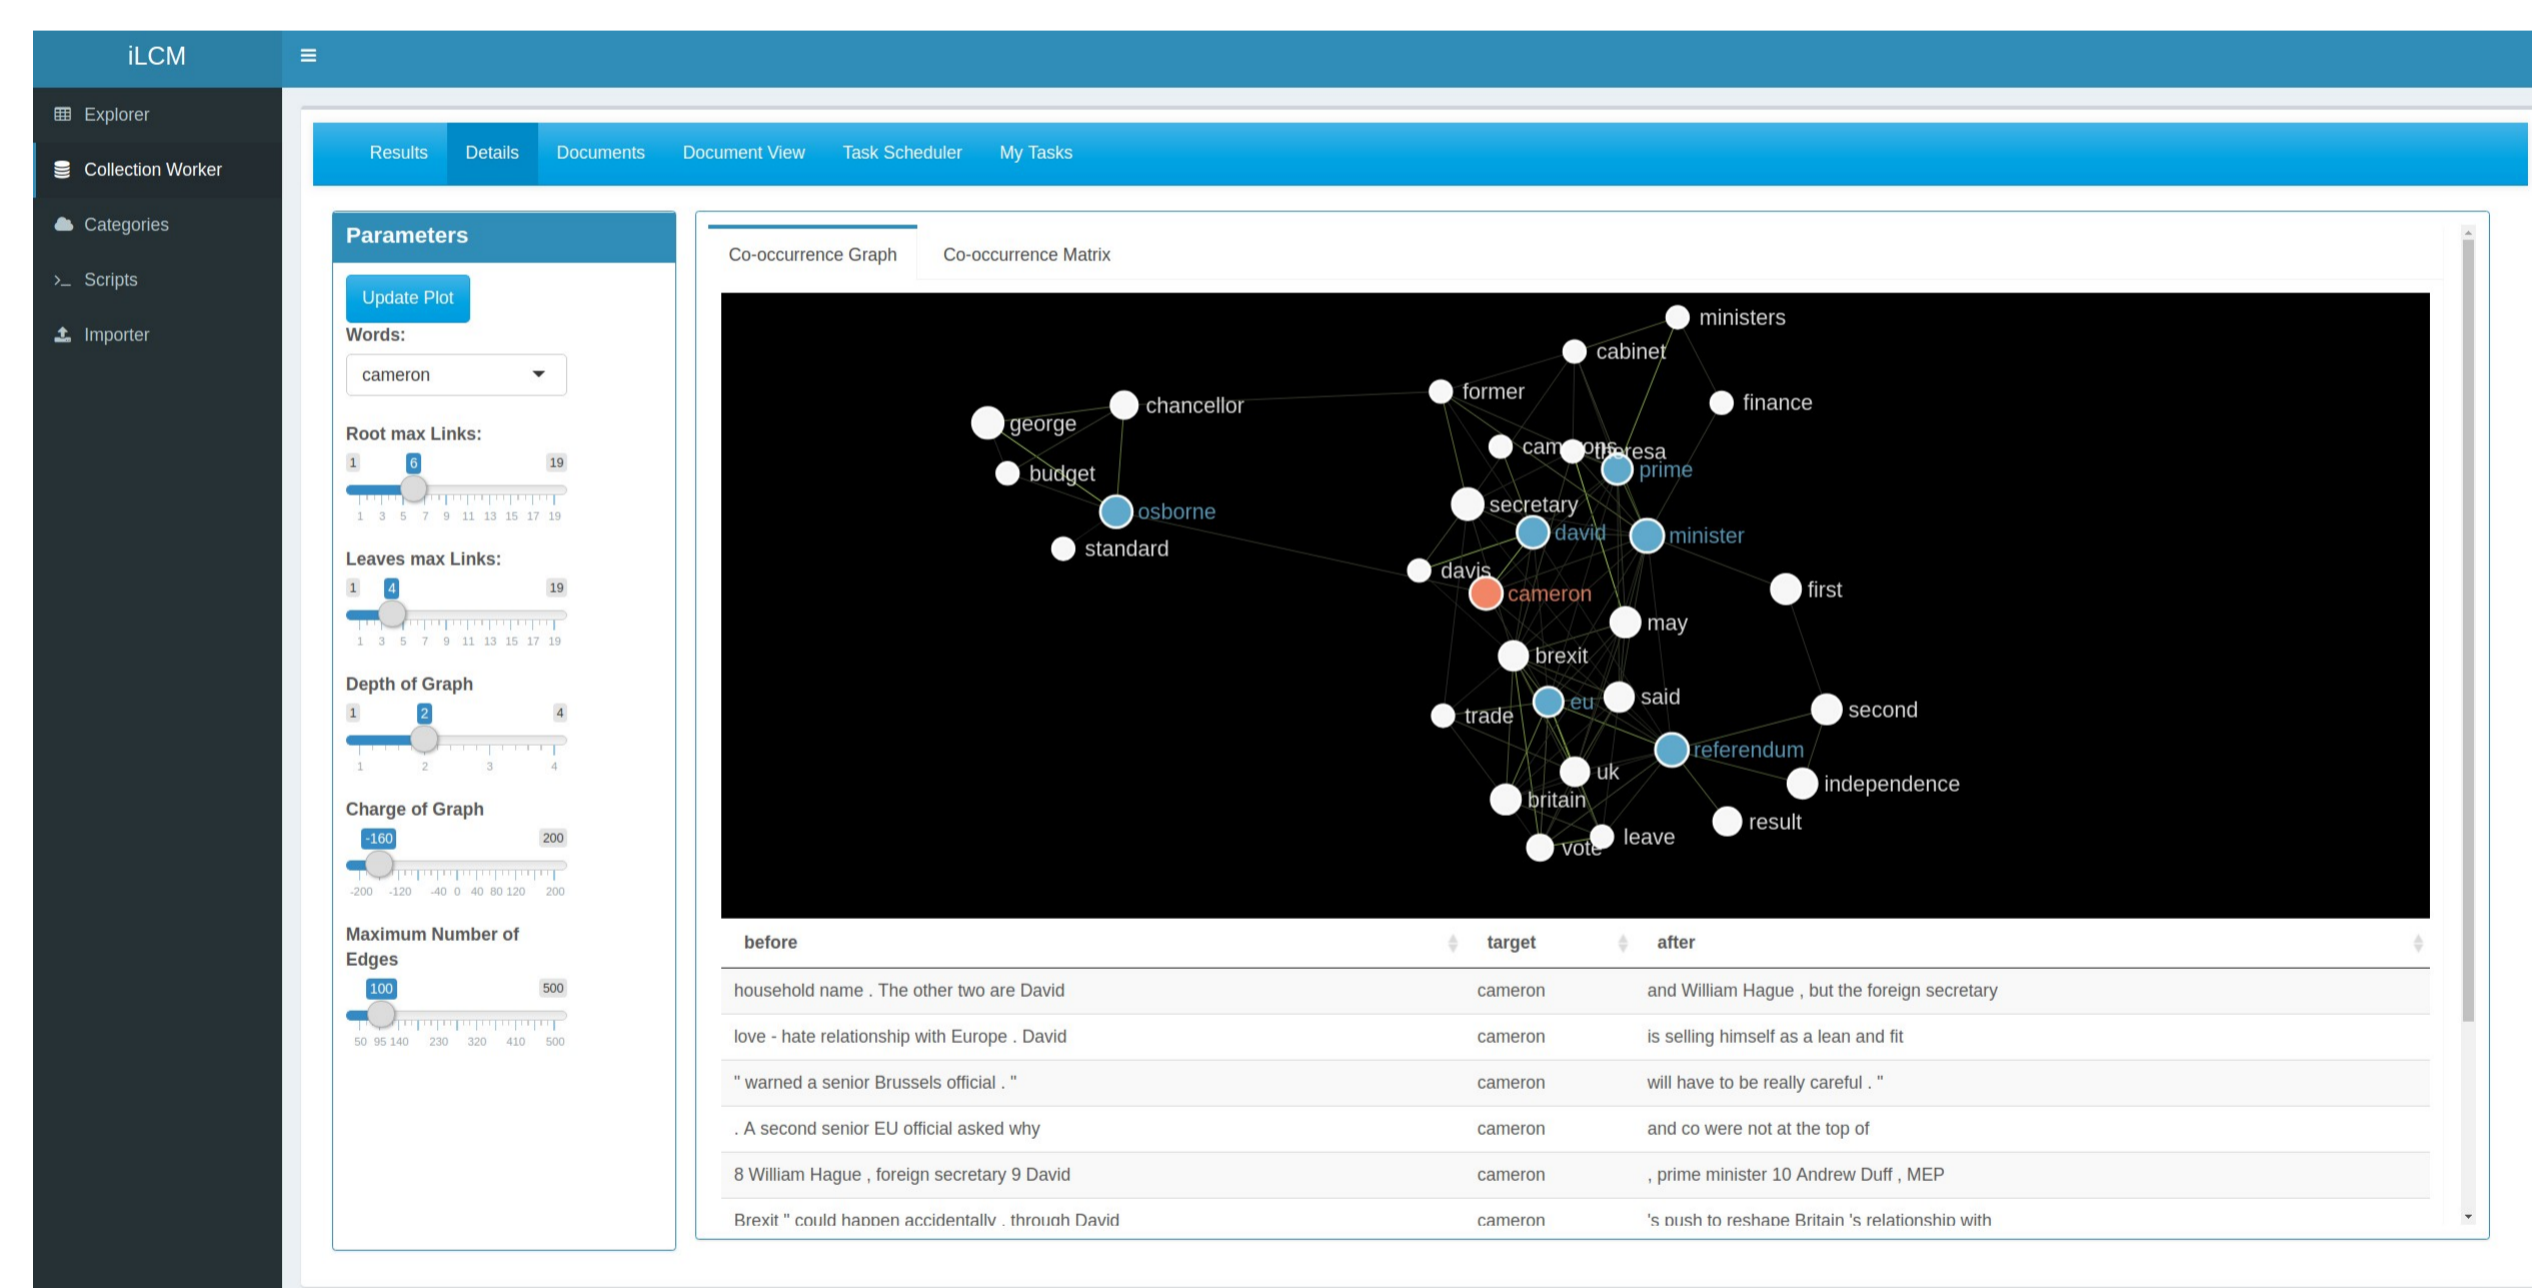 iLCM
Explorer
Collection Worker
Categories
Scripts
Importer
Results Details Documents Document View Task Scheduler My Tasks
Parameters
Update Plot
Words:
cameron
Root max Links:
1 6 19
1 3 5 7 9 11 13 15 17 19
Leaves max Links:
1 4 19
1 3 5 7 9 11 13 15 17 19
Depth of Graph
1 2 4
1 2 3 4
Charge of Graph
-160 200
-200 -120 -40 0 40 80 120 200
Maximum Number of
Edges
100 500
50 95 140 230 320 410 500
Co-occurrence Graph Co-occurrence Matrix
ministers
cabinet
former
finance
chancellor
george
camerons
theresa
prime
budget
secretary
osborne
david
minister
standard
davis
cameron
first
may
brexit
said
eu
trade
second
referendum
uk
independence
britain
result
leave
vote
before target after
household name . The other two are David cameron and William Hague , but the foreign secretary
love - hate relationship with Europe . David cameron is selling himself as a lean and fit
" warned a senior Brussels official . " cameron will have to be really careful . "
. A second senior EU official asked why cameron and co were not at the top of
8 William Hague , foreign secretary 9 David cameron , prime minister 10 Andrew Duff , MEP
Brexit " could happen accidentally , through David cameron 's push to reshape Britain 's relationship with